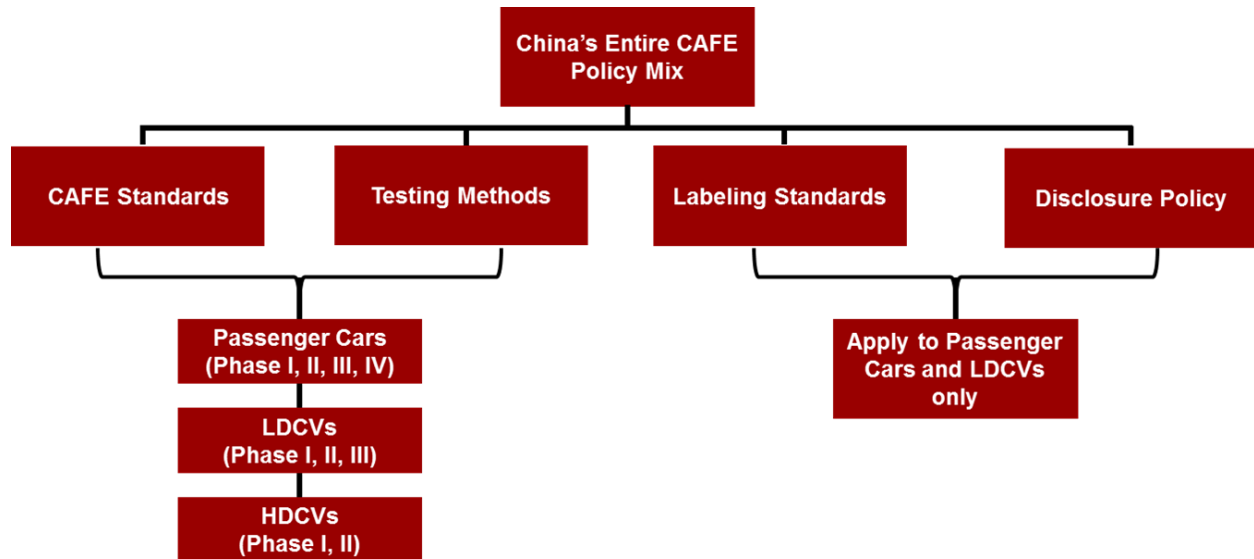 China's Entire CAFE
Policy Mix
CAFE Standards
Testing Methods
Labeling Standards
Disclosure Policy
Passenger Cars
(Phase I, II, III, IV)
LDCVs
(Phase I, II, III)
HDCVs
(Phase I, II)
Apply to Passenger
Cars and LDCVs
only